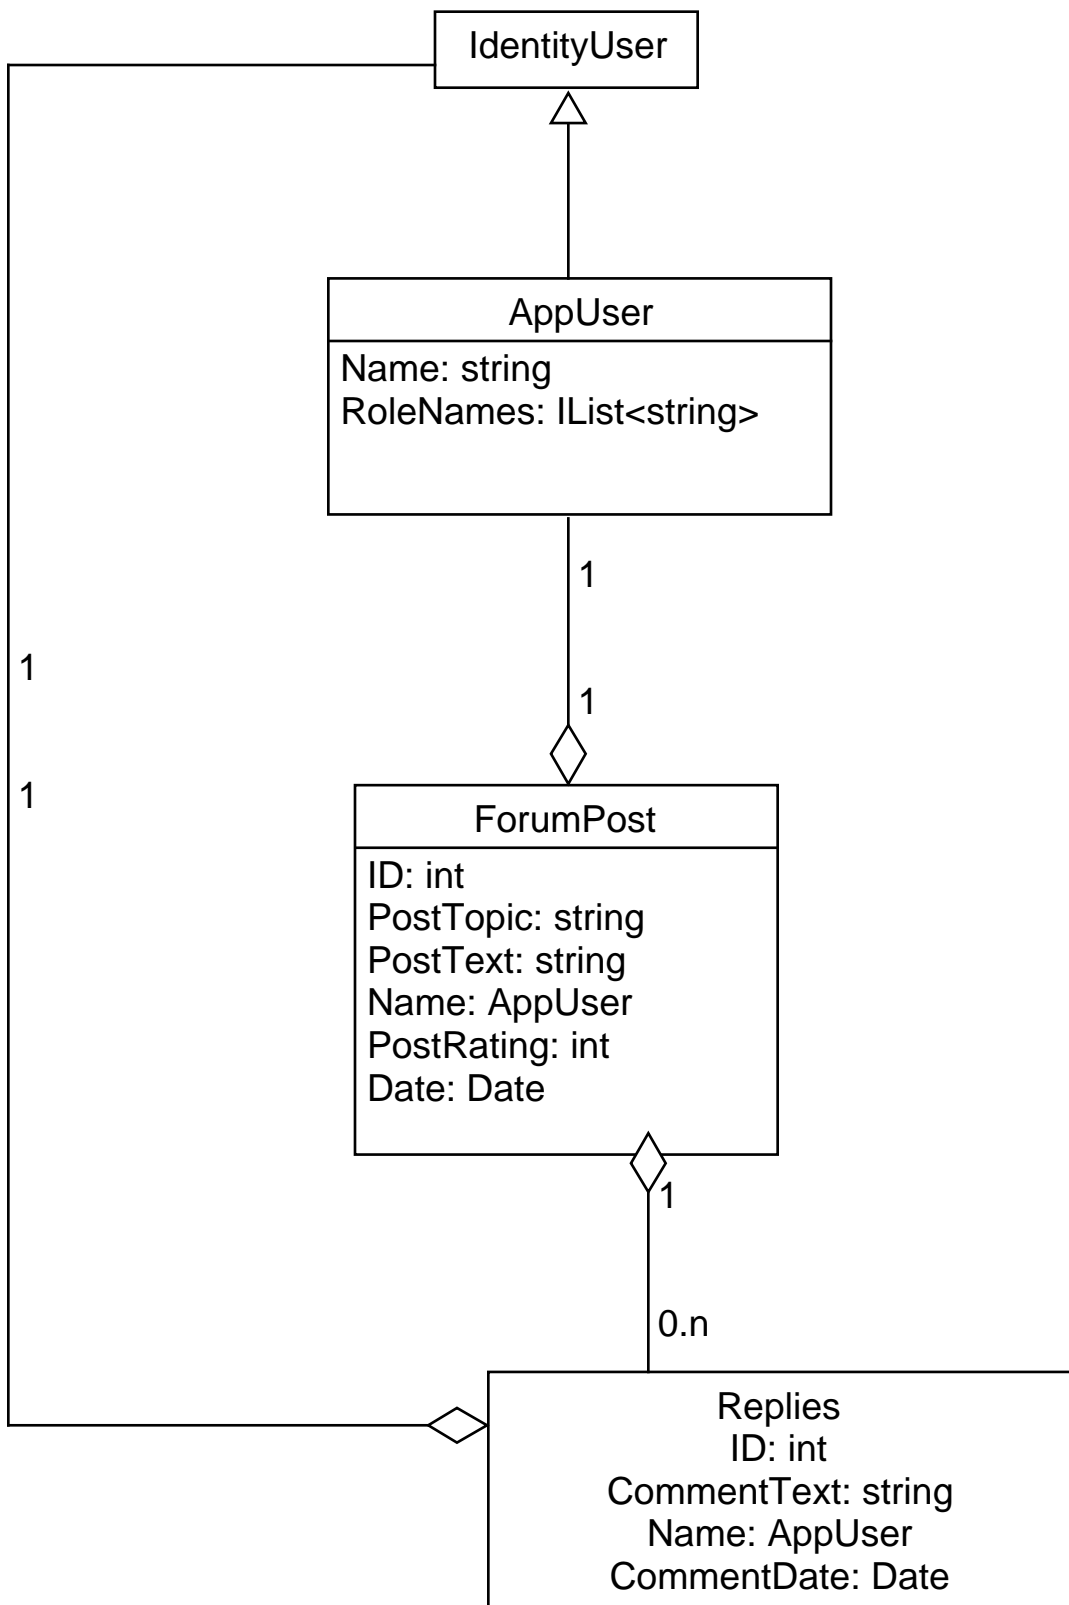 IdentityUser
AppUser
Name: string
RoleNames: IList<string>
1
1
1
1
ForumPost
ID: int
PostTopic: string
PostText: string
Name: AppUser
PostRating: int
Date: Date
1
0.n
Replies
ID: int
CommentText: string
Name: AppUser
CommentDate: Date